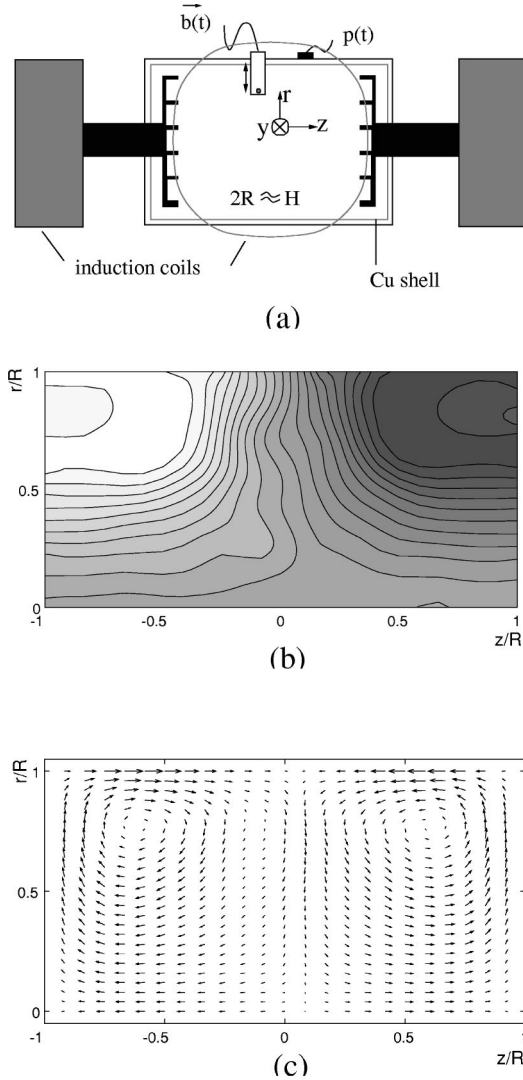 b(t)
p(t)
r
y
z
2R ≈ H
induction coils
Cu shell
(a)
r/R
1
0.5
0
-1
-0.5
0
0.5
1
z/R
(b)
r/R
1
0.5
0
-1
-0.5
0
0.5
1
z/R
(c)